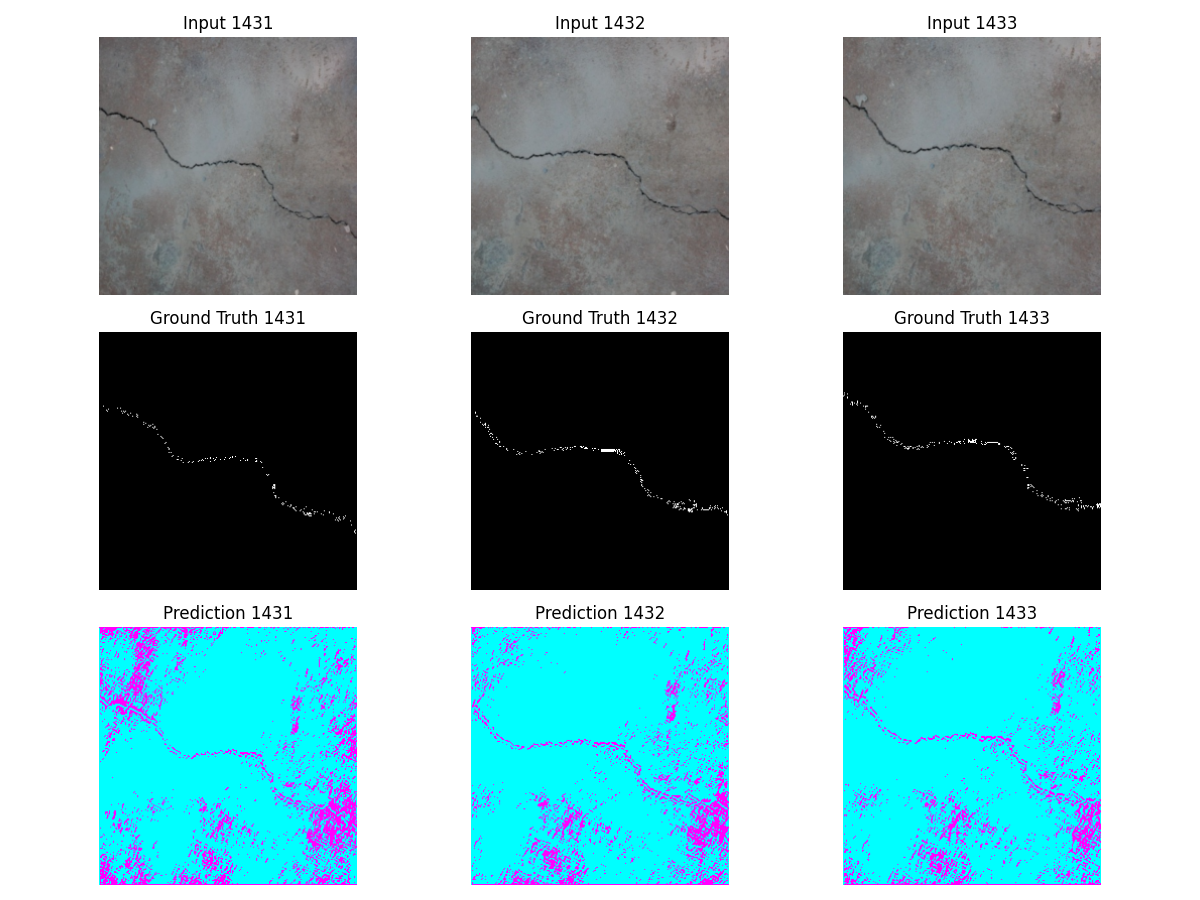 Input 1431
Input 1432
Input 1433
Ground Truth 1431
Ground Truth 1432
Ground Truth 1433
Prediction 1431
Prediction 1432
Prediction 1433